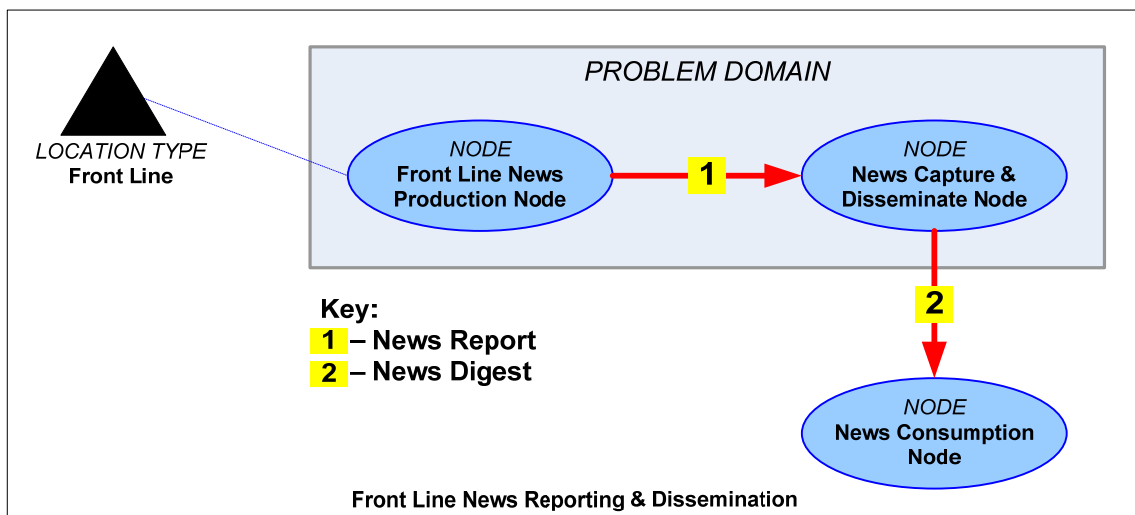 PROBLEM DOMAIN
LOCATION TYPE
Front Line
NODE
Front Line News
Production Node
1
NODE
News Capture &
Disseminate Node
2
Key:
1 – News Report
2 – News Digest
NODE
News Consumption
Node
Front Line News Reporting & Dissemination